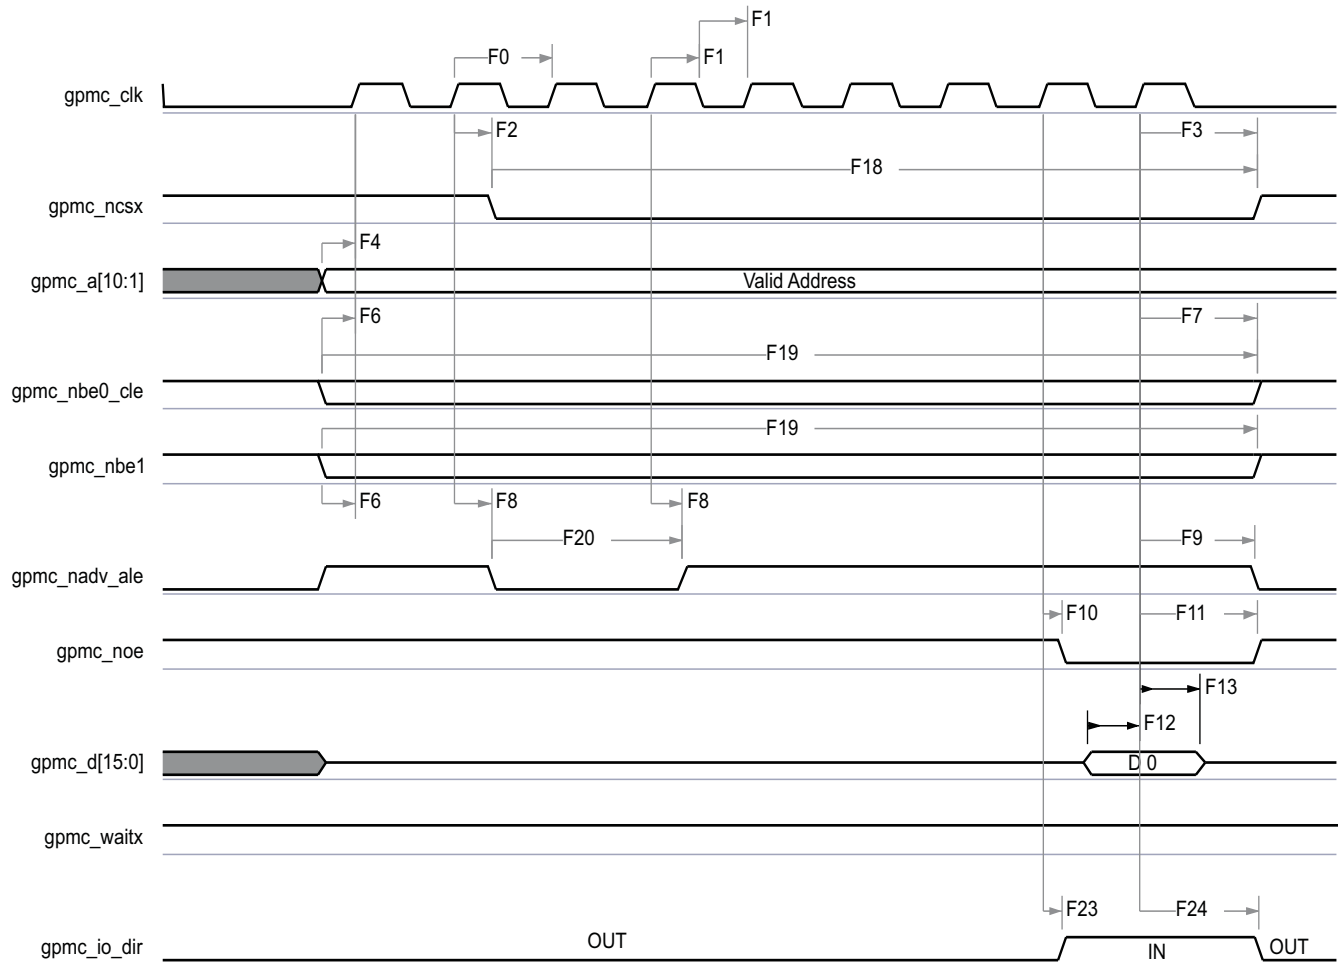 F1
F0
F1
gpmc_clk
F2
F3
F18
gpmc_ncsx
F4
gpmc_a[10:1]
Valid Address
F6
F7
F19
gpmc_nbe0_cle
F19
gpmc_nbe1
F6
F8
F8
F20
F9
gpmc_nadv_ale
F10
F11
gpmc_noe
F13
F12
gpmc_d[15:0]
D 0
gpmc_waitx
F23
F24
gpmc_io_dir
OUT
IN
OUT